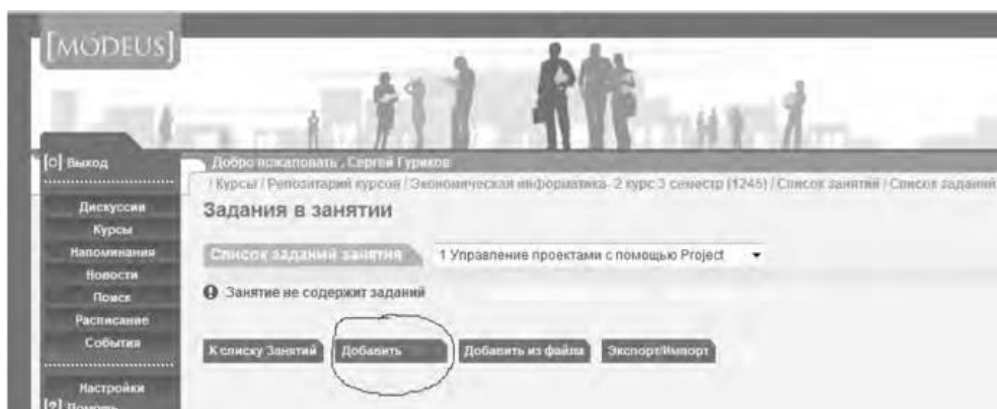 [MODEUS]
[O] Выход
Добро пожаловать , Сергей Гуриков
/ Курсы / Репозитарий курсов / Экономическая информатика- 2 курс 3 семестр (1245) / Список занятий / Список заданий
Дискуссии
Курсы
Напоминания
Новости
Поиск
Расписание
События
Настройки
[?] Помощь
Задания в занятии
Список заданий занятия
1 Управление проектами с помощью Project
Занятие не содержит заданий
К списку Занятий
Добавить
Добавить из файла
Экспорт/Импорт